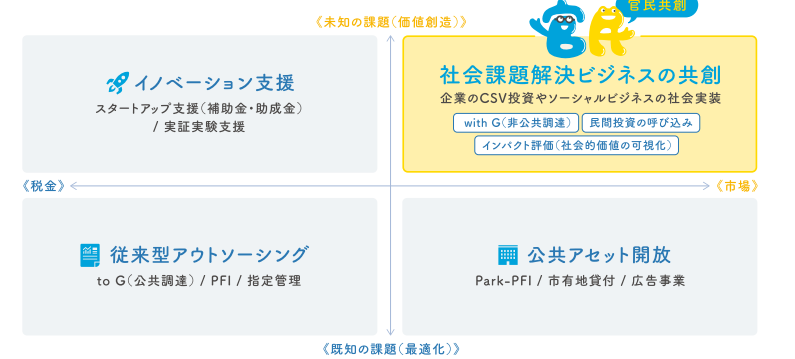 《未知の課題(価値創造)》
官民共創
官民
イノベーション支援
スタートアップ支援(補助金・助成金)
/ 実証実験支援
社会課題解決ビジネスの共創
企業のCSV投資やソーシャルビジネスの社会実装
with G(非公共調達)
民間投資の呼び込み
インパクト評価(社会的価値の可視化)
《税金》
《市場》
従来型アウトソーシング
to G(公共調達) / PFI / 指定管理
公共アセット開放
Park-PFI / 市有地貸付 / 広告事業
《既知の課題(最適化)》